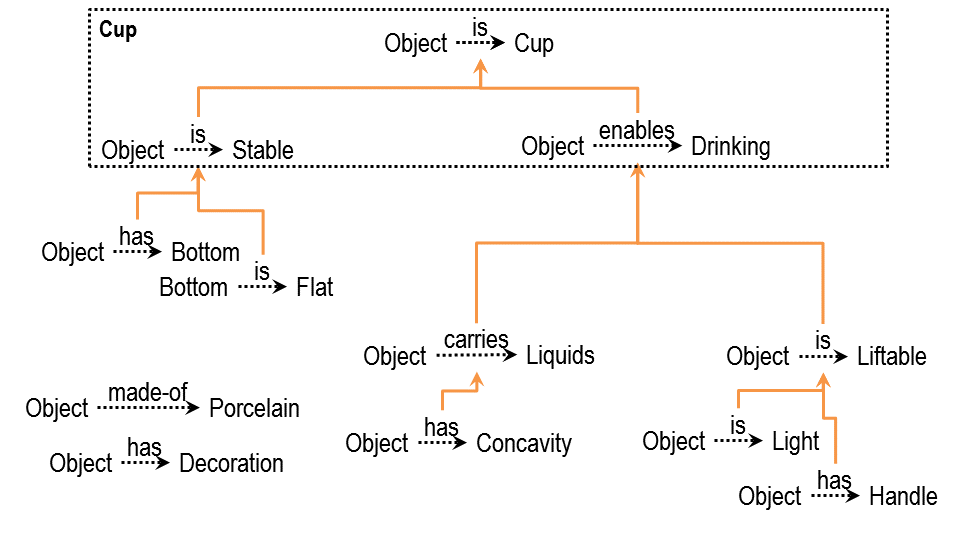 Cup
Object is Cup
Object is Stable
Object enables Drinking
Object has Bottom
Bottom is Flat
Object carries Liquids
Object is Liftable
Object made-of Porcelain
Object has Concavity
Object is Light
Object has Decoration
Object has Handle